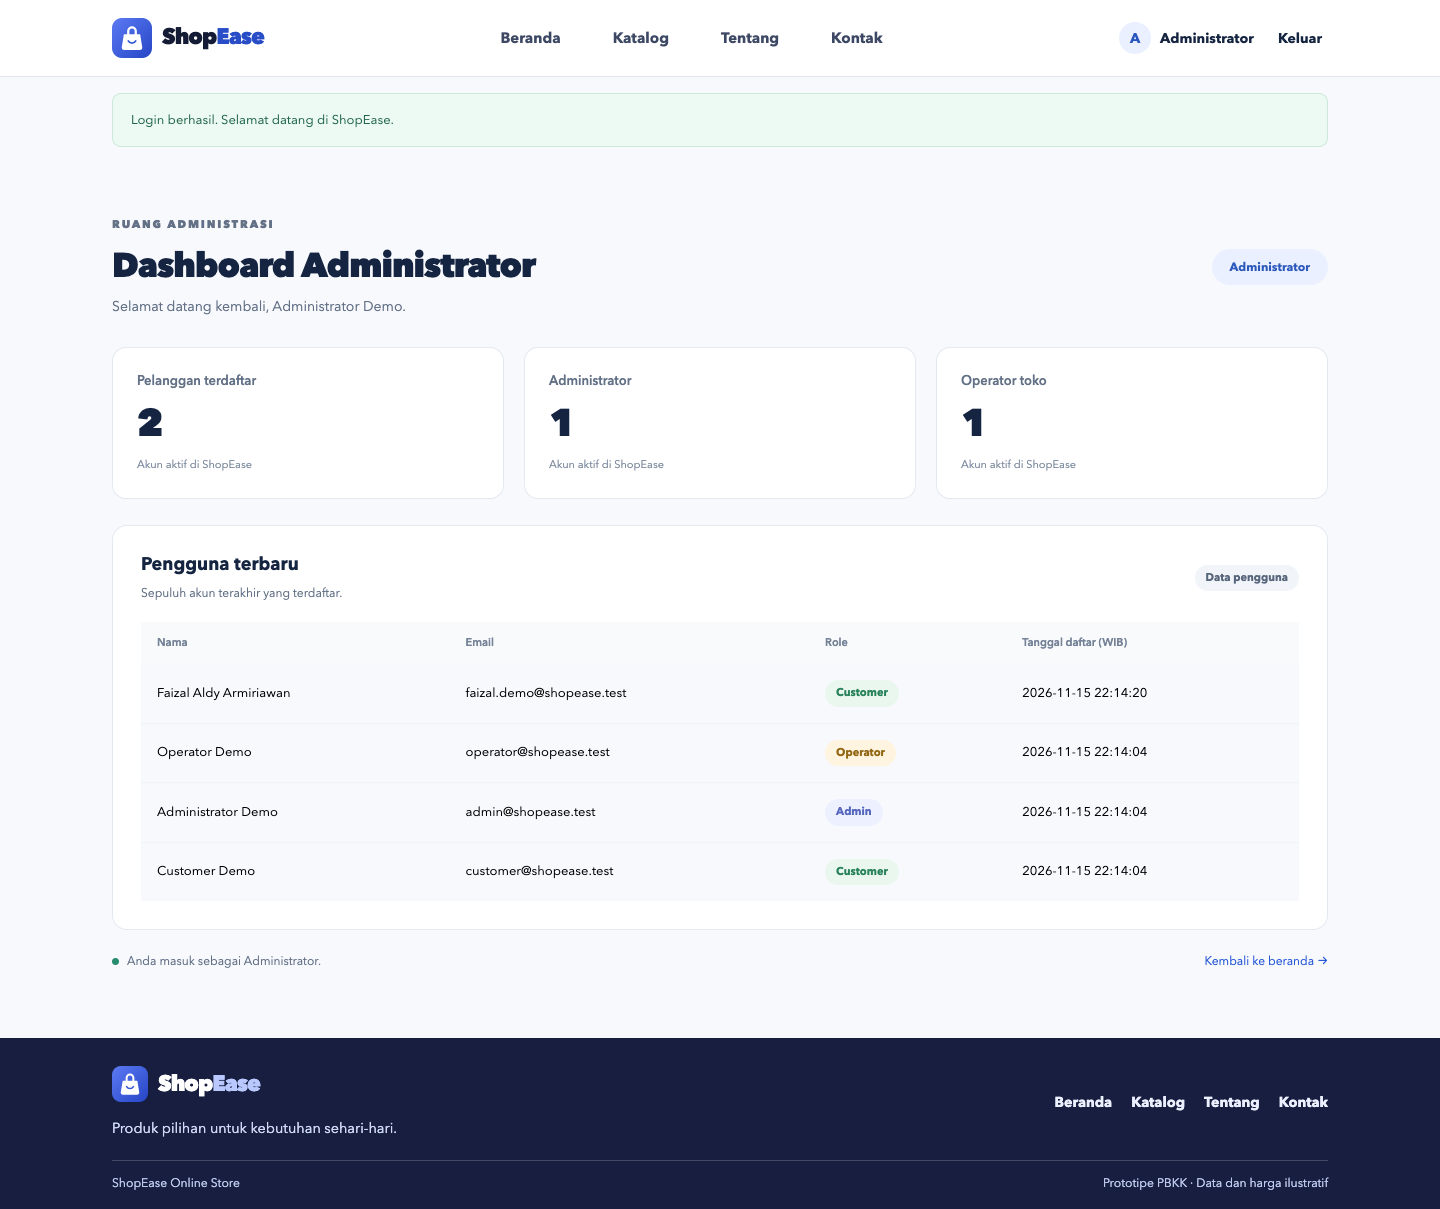 ShopEase
Beranda Katalog Tentang Kontak
A Administrator Keluar
Login berhasil. Selamat datang di ShopEase.
RUANG ADMINISTRASI
Dashboard Administrator
Administrator
Selamat datang kembali, Administrator Demo.
Pelanggan terdaftar
2
Akun aktif di ShopEase
Administrator
1
Akun aktif di ShopEase
Operator toko
1
Akun aktif di ShopEase
Pengguna terbaru
Sepuluh akun terakhir yang terdaftar.
Data pengguna
Nama Email Role Tanggal daftar (WIB)
Faizal Aldy Armiriawan faizal.demo@shopease.test Customer 2026-11-15 22:14:20
Operator Demo operator@shopease.test Operator 2026-11-15 22:14:04
Administrator Demo admin@shopease.test Admin 2026-11-15 22:14:04
Customer Demo customer@shopease.test Customer 2026-11-15 22:14:04
Anda masuk sebagai Administrator.
Kembali ke beranda →
ShopEase
Produk pilihan untuk kebutuhan sehari-hari.
Beranda Katalog Tentang Kontak
ShopEase Online Store
Prototipe PBKK · Data dan harga ilustratif